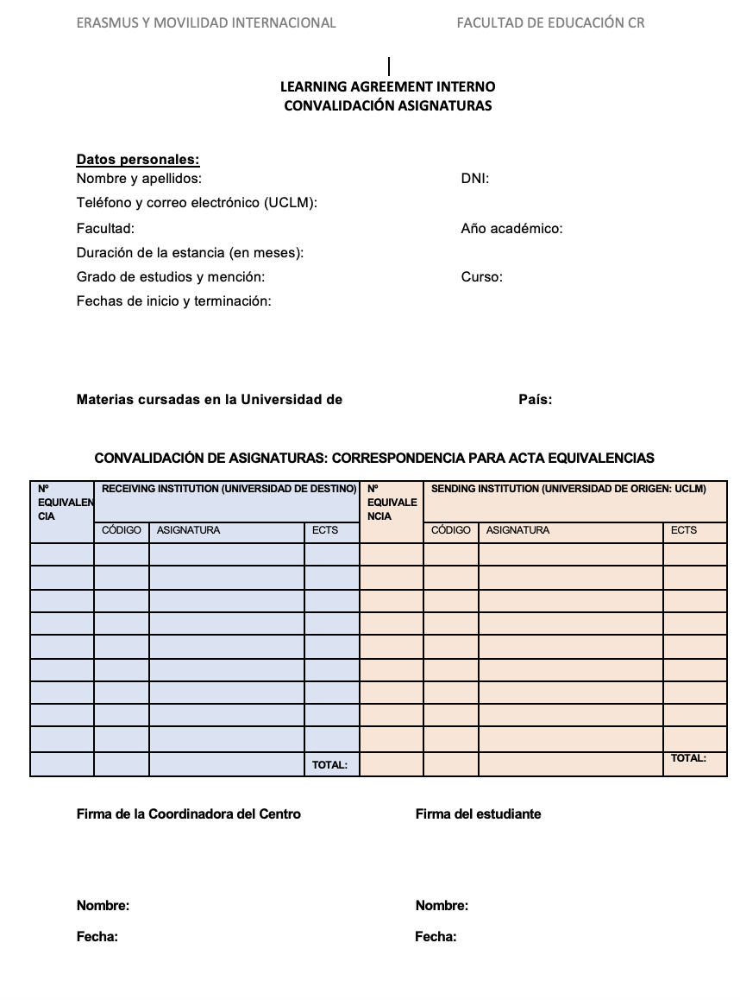 ERASMUS Y MOVILIDAD INTERNACIONAL FACULTAD DE EDUCACIÓN CR
LEARNING AGREEMENT INTERNO
CONVALIDACIÓN ASIGNATURAS
Datos personales:
Nombre y apellidos: DNI:
Teléfono y correo electrónico (UCLM):
Facultad: Año académico:
Duración de la estancia (en meses):
Grado de estudios y mención: Curso:
Fechas de inicio y terminación:
Materias cursadas en la Universidad de País:
CONVALIDACIÓN DE ASIGNATURAS: CORRESPONDENCIA PARA ACTA EQUIVALENCIAS
Nº RECEIVING INSTITUTION (UNIVERSIDAD DE DESTINO) Nº SENDING INSTITUTION (UNIVERSIDAD DE ORIGEN: UCLM)
EQUIVALEN EQUIVALE
CIA NCIA
CÓDIGO ASIGNATURA ECTS CÓDIGO ASIGNATURA ECTS
TOTAL: TOTAL:
Firma de la Coordinadora del Centro Firma del estudiante
Nombre: Nombre:
Fecha: Fecha: